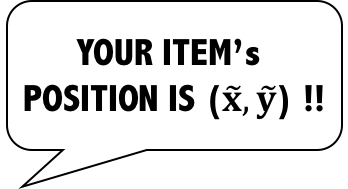 YOUR ITEM's
POSITION IS (x̃, ỹ) !!